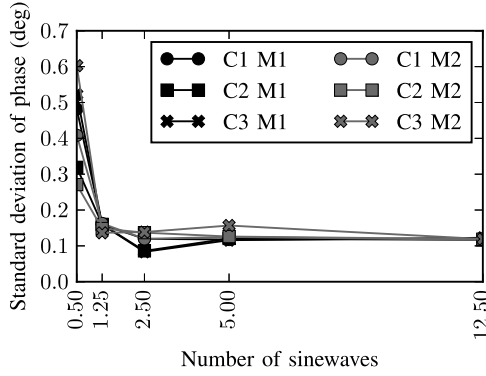 Standard deviation of phase (deg)
0.7
0.6
0.5
0.4
0.3
0.2
0.1
0.0
C1 M1
C2 M1
C3 M1
C1 M2
C2 M2
C3 M2
0.50
1.25
2.50
5.00
12.50
Number of sinewaves